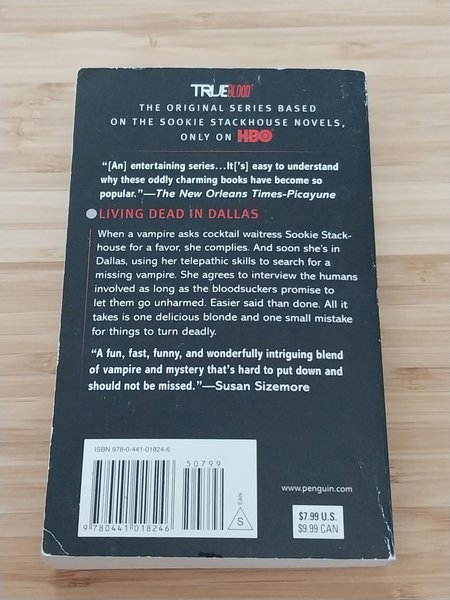 TRUEBLOOD
THE ORIGINAL SERIES BASED
ON THE SOOKIE STACKHOUSE NOVELS,
ONLY ON HBO®
“[An] entertaining series...It['s] easy to understand
why these oddly charming books have become so
popular.”—The New Orleans Times-Picayune
LIVING DEAD IN DALLAS
When a vampire asks cocktail waitress Sookie Stack-
house for a favor, she complies. And soon she's in
Dallas, using her telepathic skills to search for a
missing vampire. She agrees to interview the humans
involved as long as the bloodsuckers promise to
let them go unharmed. Easier said than done. All it
takes is one delicious blonde and one small mistake
for things to turn deadly.
“A fun, fast, funny, and wonderfully intriguing blend
of vampire and mystery that's hard to put down and
should not be missed.”—Susan Sizemore
ISBN 978-0-441-01824-6
50799
9 780441 018246
EAN
S
www.penguin.com
$7.99 U.S.
$9.99 CAN